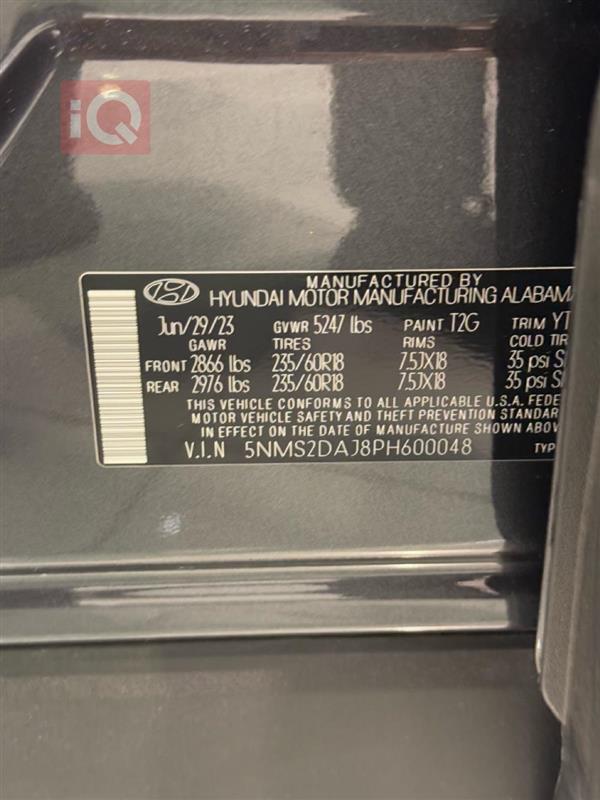 iQ
MANUFACTURED BY
HYUNDAI MOTOR MANUFACTURING ALABAMA
Jun/29/23 GVWR 5247 lbs PAINT T2G TRIM YT
GAWR TIRES RIMS COLD TIR
FRONT 2866 lbs 235/60R18 7.5JX18 35 psi
REAR 2976 lbs 235/60R18 7.5JX18 35 psi
THIS VEHICLE CONFORMS TO ALL APPLICABLE U.S.A. FEDE
MOTOR VEHICLE SAFETY AND THEFT PREVENTION STANDAR
IN EFFECT ON THE DATE OF MANUFACTURE SHOWN ABOV
V.I.N 5NMS2DAJ8PH600048 TYP